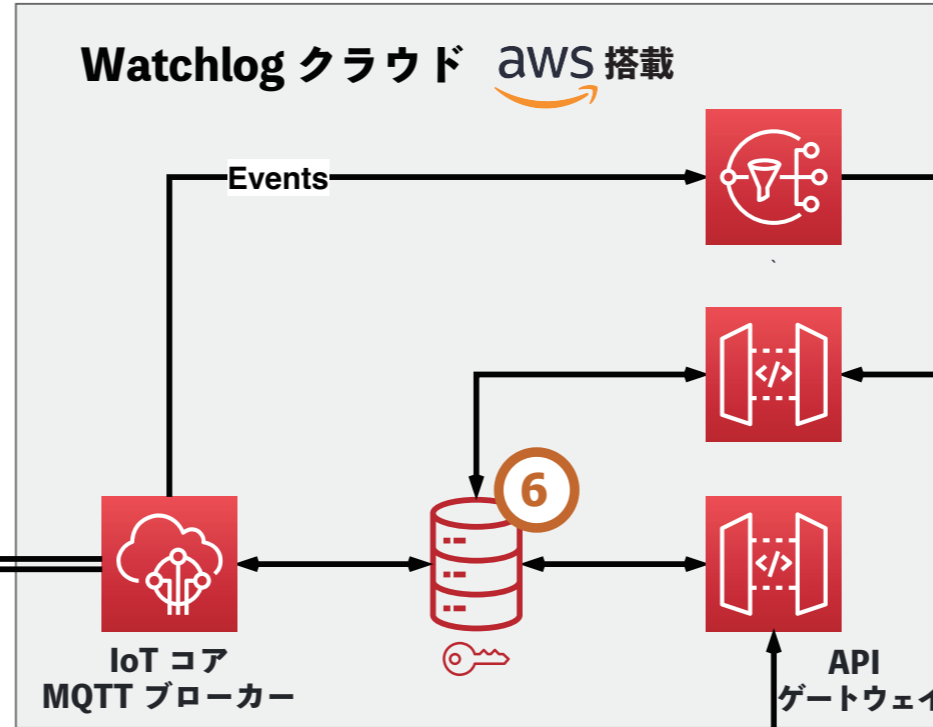 Watchlog クラウド aws 搭載
Events
</>
6
</>
IoT コア
MQTT ブローカー
API
ゲートウェイ